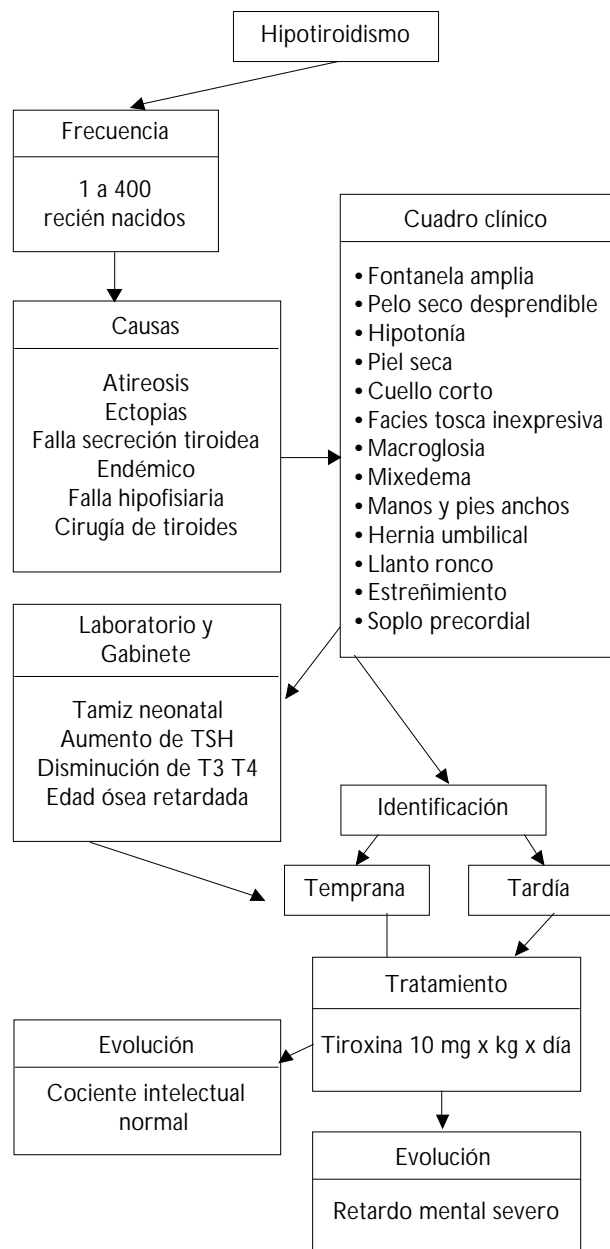 Hipotiroidismo
Frecuencia
1 a 400
recién nacidos
Causas
Atireosis
Ectopias
Falla secreción tiroidea
Endémico
Falla hipofisiaria
Cirugía de tiroides
Cuadro clínico
• Fontanela amplia
• Pelo seco desprendible
• Hipotonía
• Piel seca
• Cuello corto
• Facies tosca inexpresiva
• Macroglosia
• Mixedema
• Manos y pies anchos
• Hernia umbilical
• Llanto ronco
• Estreñimiento
• Soplo precordial
Laboratorio y
Gabinete
Tamiz neonatal
Aumento de TSH
Disminución de T3 T4
Edad ósea retardada
Identificación
Temprana
Tardía
Tratamiento
Tiroxina 10 mg x kg x día
Evolución
Cociente intelectual
normal
Evolución
Retardo mental severo